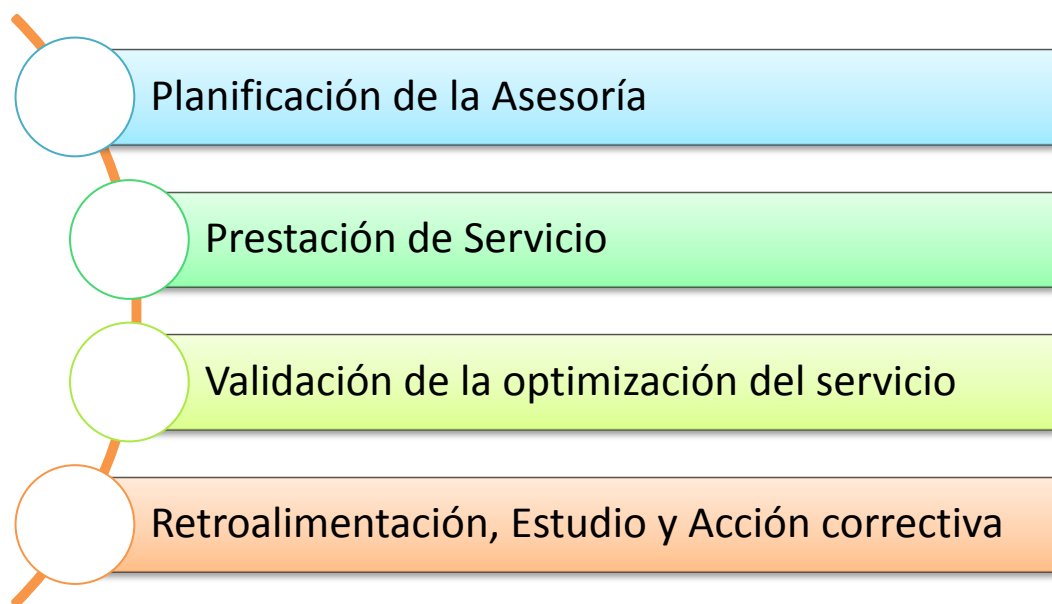 Planificación de la Asesoría
Prestación de Servicio
Validación de la optimización del servicio
Retroalimentación, Estudio y Acción correctiva